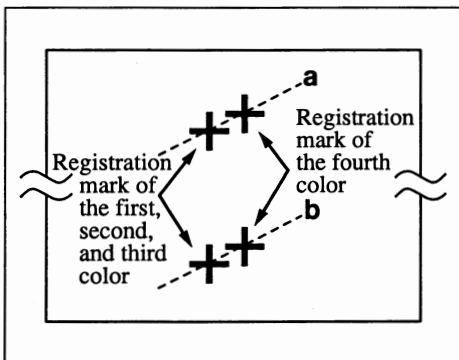 a
Registration
mark of
the fourth
color
Registration
mark of
the first,
second,
and third
color
b